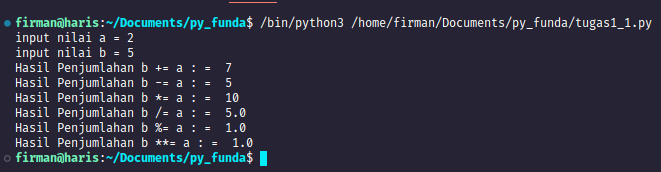 firman@haris:~/Documents/py_funda$ /bin/python3 /home/firman/Documents/py_funda/tugas1_1.py
input nilai a = 2
input nilai b = 5
Hasil Penjumlahan b += a : =  7
Hasil Penjumlahan b -= a : =  5
Hasil Penjumlahan b *= a : =  10
Hasil Penjumlahan b /= a : =  5.0
Hasil Penjumlahan b %= a : =  1.0
Hasil Penjumlahan b **= a : =  1.0
firman@haris:~/Documents/py_funda$